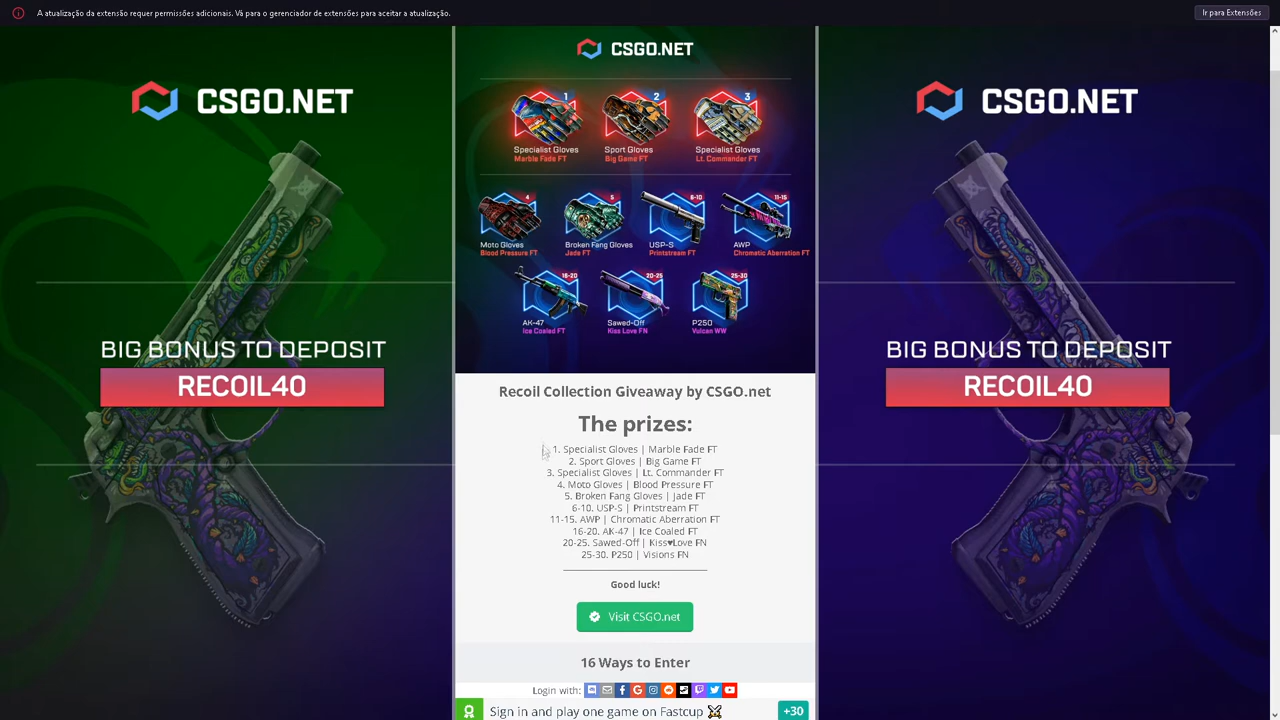 A atualização da extensão requer permissões adicionais. Vá para o gerenciador de extensões para aceitar a atualização.
Ir para Extensões
CSGO.NET
BIG BONUS TO DEPOSIT
RECOIL40
CSGO.NET
1
2
3
Specialist Gloves
Marble Fade FT
Sport Gloves
Big Game FT
Specialist Gloves
Lt. Commander FT
4
5
6-10
11-15
Moto Gloves
Blood Pressure FT
Broken Fang Gloves
Jade FT
USP-S
Printstream FT
AWP
Chromatic Aberration FT
16-20
20-25
25-30
AK-47
Ice Coaled FT
Sawed-Off
Kiss Love FN
P250
Vulcan WW
Recoil Collection Giveaway by CSGO.net
The prizes:
1. Specialist Gloves | Marble Fade FT
2. Sport Gloves | Big Game FT
3. Specialist Gloves | Lt. Commander FT
4. Moto Gloves | Blood Pressure FT
5. Broken Fang Gloves | Jade FT
6-10. USP-S | Printstream FT
11-15. AWP | Chromatic Aberration FT
16-20. AK-47 | Ice Coaled FT
20-25. Sawed-Off | Kiss♥Love FN
25-30. P250 | Visions FN
Good luck!
Visit CSGO.net
16 Ways to Enter
Login with:
Sign in and play one game on Fastcup
+30
CSGO.NET
BIG BONUS TO DEPOSIT
RECOIL40